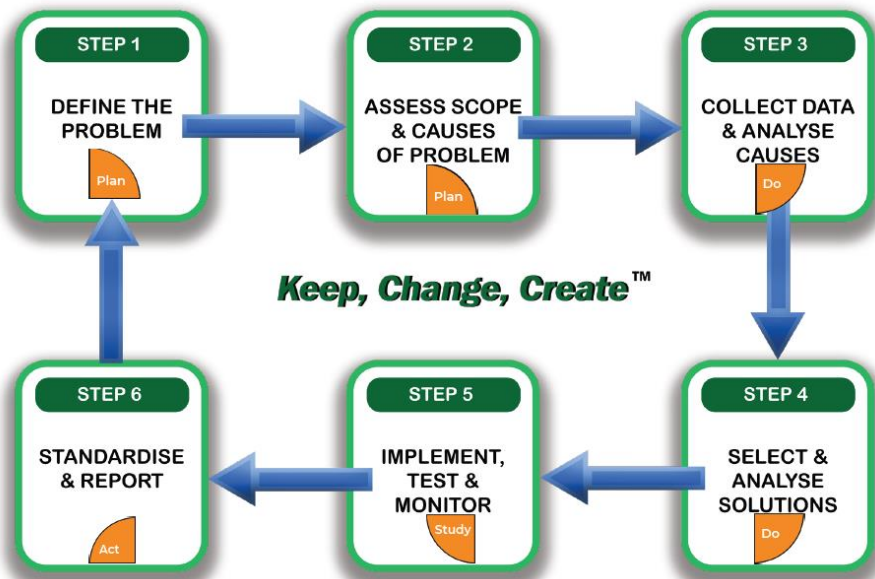 STEP 1
DEFINE THE
PROBLEM
Plan
STEP 2
ASSESS SCOPE
& CAUSES
OF PROBLEM
Plan
STEP 3
COLLECT DATA
& ANALYSE
CAUSES
Do
Keep, Change, Create™
STEP 6
STANDARDISE
& REPORT
Act
STEP 5
IMPLEMENT,
TEST &
MONITOR
Study
STEP 4
SELECT &
ANALYSE
SOLUTIONS
Do